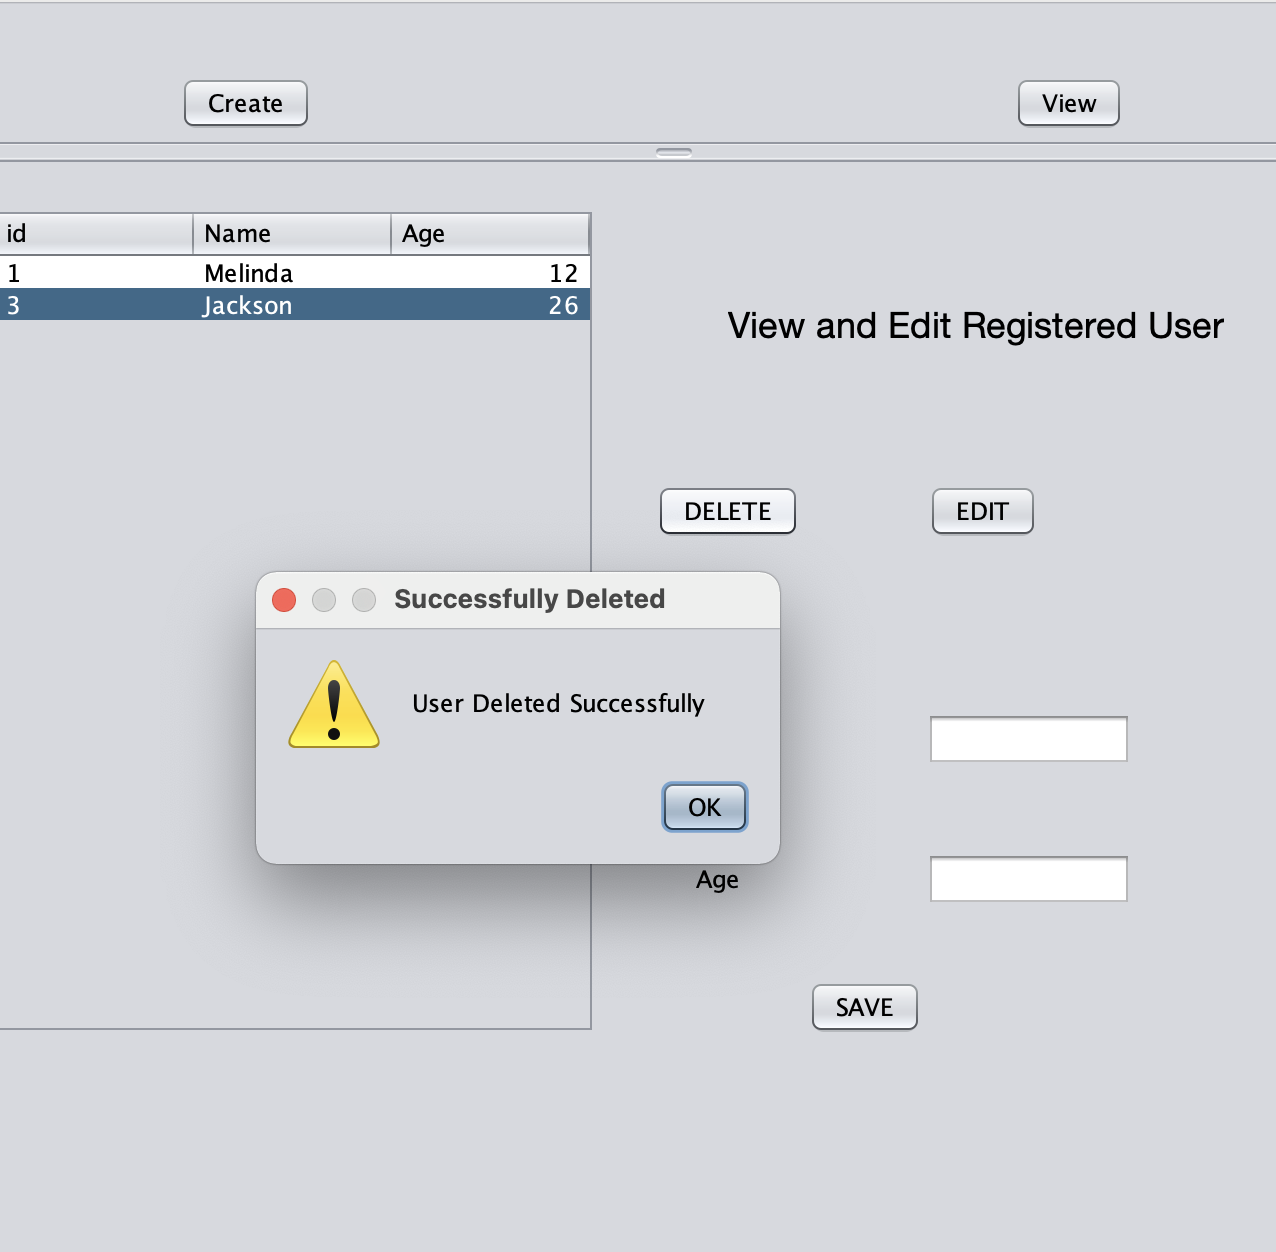 Create View
id Name Age
1 Melinda 12
3 Jackson 26
View and Edit Registered User
DELETE EDIT
Successfully Deleted
User Deleted Successfully
OK
Age
SAVE